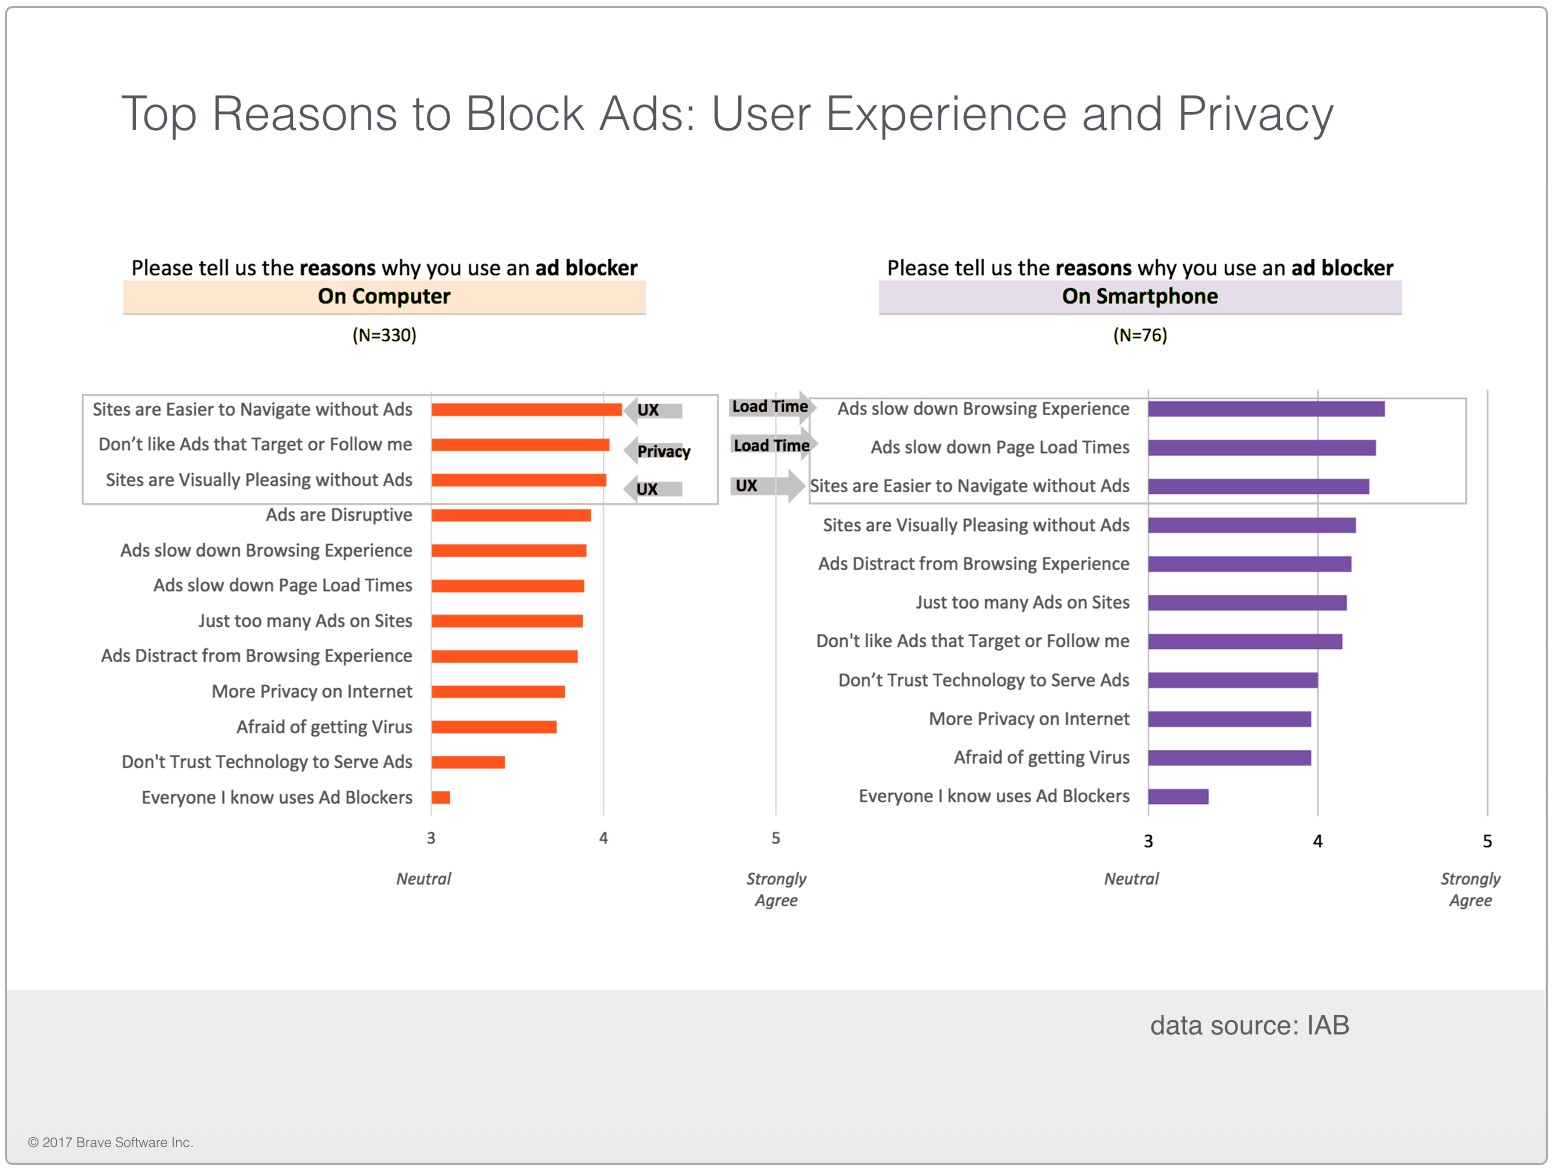 Top Reasons to Block Ads: User Experience and Privacy
Please tell us the reasons why you use an ad blocker
On Computer
(N=330)
Sites are Easier to Navigate without Ads
UX
Don’t like Ads that Target or Follow me
Privacy
Sites are Visually Pleasing without Ads
UX
Ads are Disruptive
Ads slow down Browsing Experience
Ads slow down Page Load Times
Just too many Ads on Sites
Ads Distract from Browsing Experience
More Privacy on Internet
Afraid of getting Virus
Don't Trust Technology to Serve Ads
Everyone I know uses Ad Blockers
3
4
5
Neutral
Strongly
Agree
Please tell us the reasons why you use an ad blocker
On Smartphone
(N=76)
Load Time
Ads slow down Browsing Experience
Load Time
Ads slow down Page Load Times
UX
Sites are Easier to Navigate without Ads
Sites are Visually Pleasing without Ads
Ads Distract from Browsing Experience
Just too many Ads on Sites
Don't like Ads that Target or Follow me
Don’t Trust Technology to Serve Ads
More Privacy on Internet
Afraid of getting Virus
Everyone I know uses Ad Blockers
3
4
5
Neutral
Strongly
Agree
data source: IAB
© 2017 Brave Software Inc.